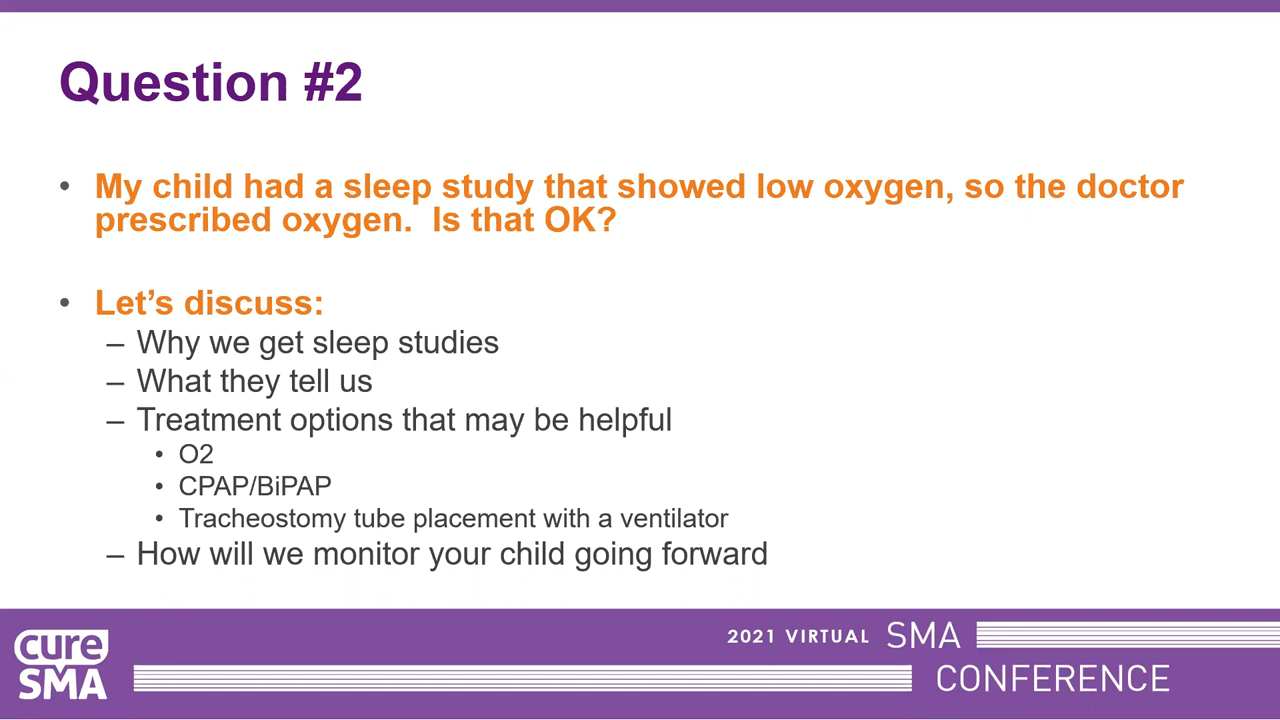 Question #2
• My child had a sleep study that showed low oxygen, so the doctor
prescribed oxygen.  Is that OK?
• Let’s discuss:
– Why we get sleep studies
– What they tell us
– Treatment options that may be helpful
• O2
• CPAP/BiPAP
• Tracheostomy tube placement with a ventilator
– How will we monitor your child going forward
cure
SMA
2021 VIRTUAL SMA
CONFERENCE